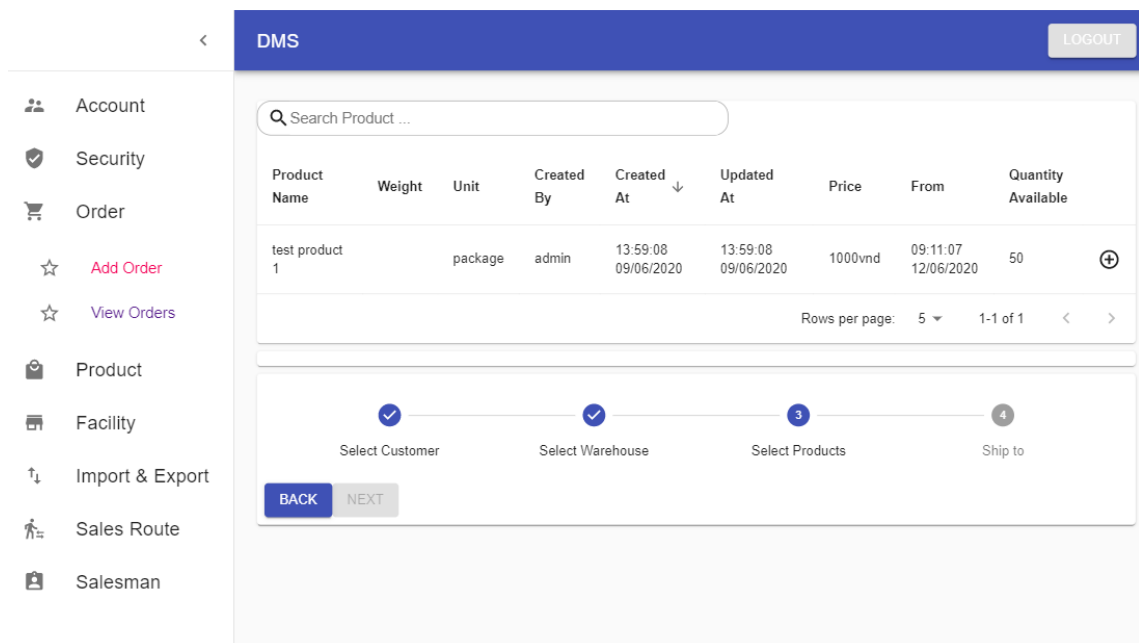 DMS
LOGOUT
Account
Security
Order
Add Order
View Orders
Product
Facility
Import & Export
Sales Route
Salesman
Search Product ...
Product Name
Weight
Unit
Created By
Created At
Updated At
Price
From
Quantity Available
test product 1
package
admin
13:59:08 09/06/2020
13:59:08 09/06/2020
1000vnd
09:11:07 12/06/2020
50
Rows per page: 5 1-1 of 1
3
4
Select Customer
Select Warehouse
Select Products
Ship to
BACK
NEXT